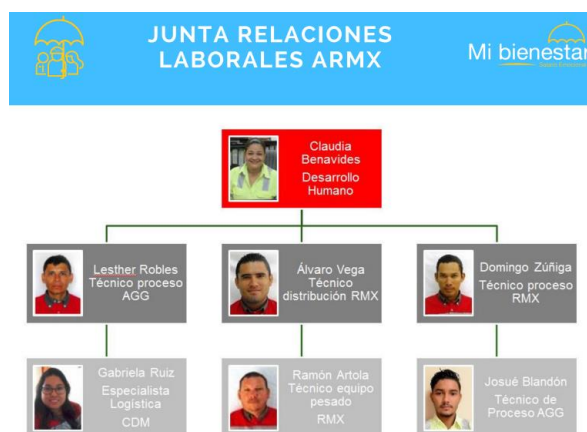 JUNTA RELACIONES
LABORALES ARMX
Mi bienestar
Claudia
Benavides
Desarrollo
Humano
Lesther Robles
Técnico proceso
AGG
Álvaro Vega
Técnico
distribución RMX
Domingo Zúñiga
Técnico proceso
RMX
Gabriela Ruiz
Especialista
Logística
CDM
Ramón Artola
Técnico equipo
pesado
RMX
Josué Blandón
Técnico de
Proceso AGG